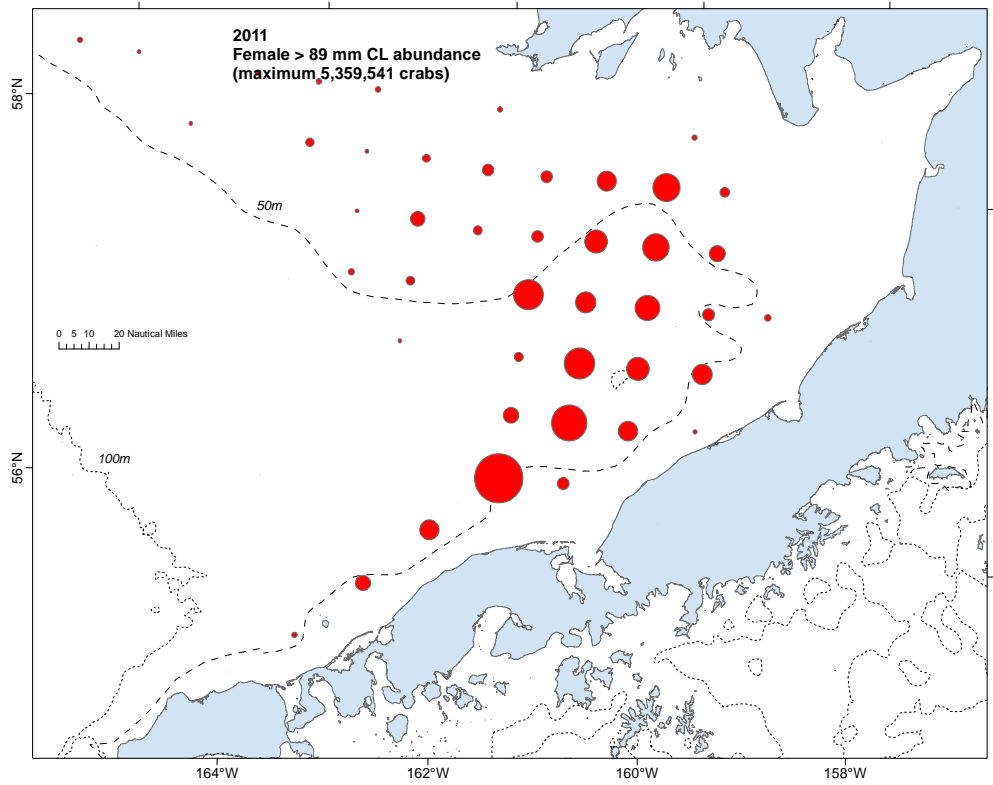 2011
Female > 89 mm CL abundance
(maximum 5,359,541 crabs)
58°N
50m
0 5 10 20 Nautical Miles
100m
56°N
164°W 162°W 160°W 158°W